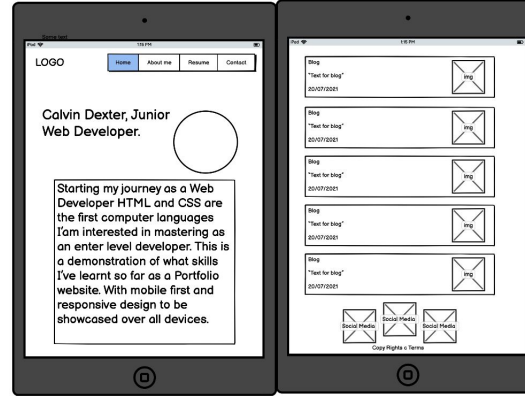 Some text
iPad 1:15 PM
LOGO Home About me Resume Contact
Calvin Dexter, Junior
Web Developer.
Starting my journey as a Web
Developer HTML and CSS are
the first computer languages
I'am interested in mastering as
an enter level developer. This is
a demonstration of what skills
I've learnt so far as a Portfolio
website. With mobile first and
responsive design to be
showcased over all devices.
iPad 1:15 PM
Blog
"Text for blog" img
20/07/2021
Blog
"Text for blog" img
20/07/2021
Blog
"Text for blog" img
20/07/2021
Blog
"Text for blog" img
20/07/2021
Blog
"Text for blog" img
20/07/2021
Social Media Social Media Social Media
Copy Rights c Terms